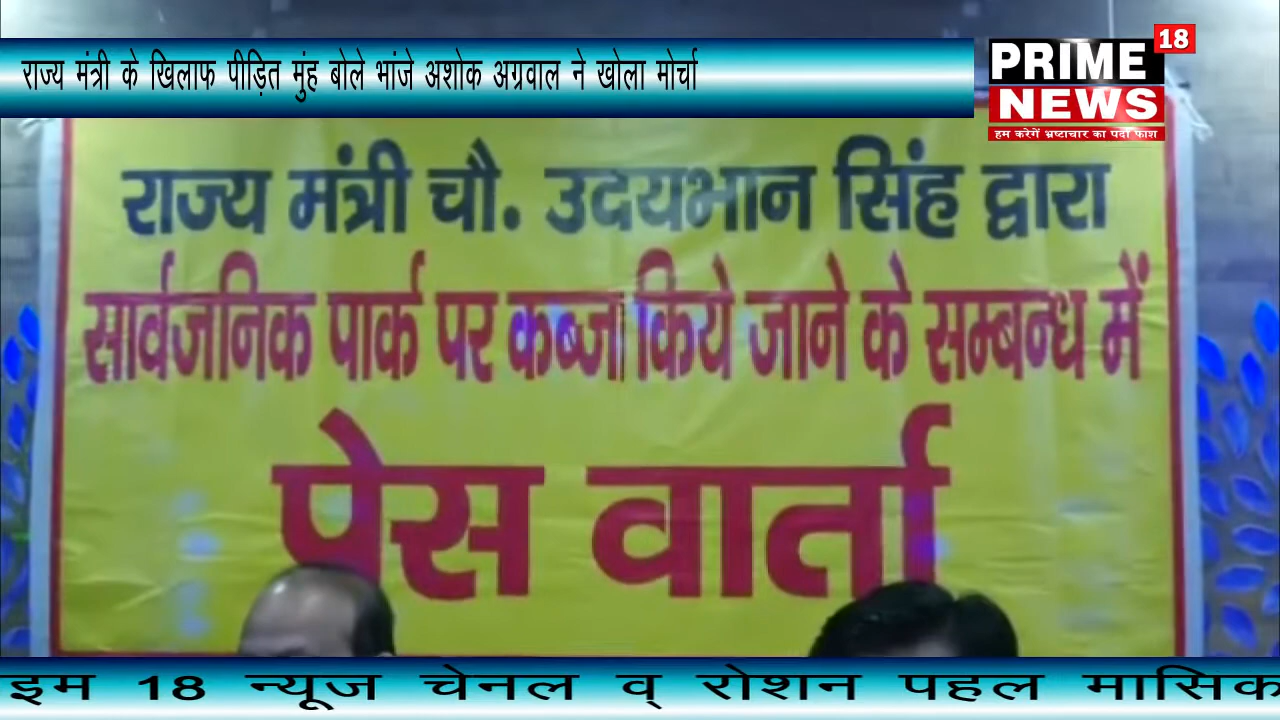 राज्य मंत्री के खिलाफ पीड़ित मुंह बोले भांजे अशोक अग्रवाल ने खोला मोर्चा
PRIME 18
NEWS
हम करेगें भ्रष्टाचार का पर्दा फाश
राज्य मंत्री चौ. उदयभान सिंह द्वारा
सार्वजनिक पार्क पर कब्जा किये जाने के सम्बन्ध में
प्रेस वार्ता
इम 18 न्यूज चेनल व् रोशन पहल मासिक